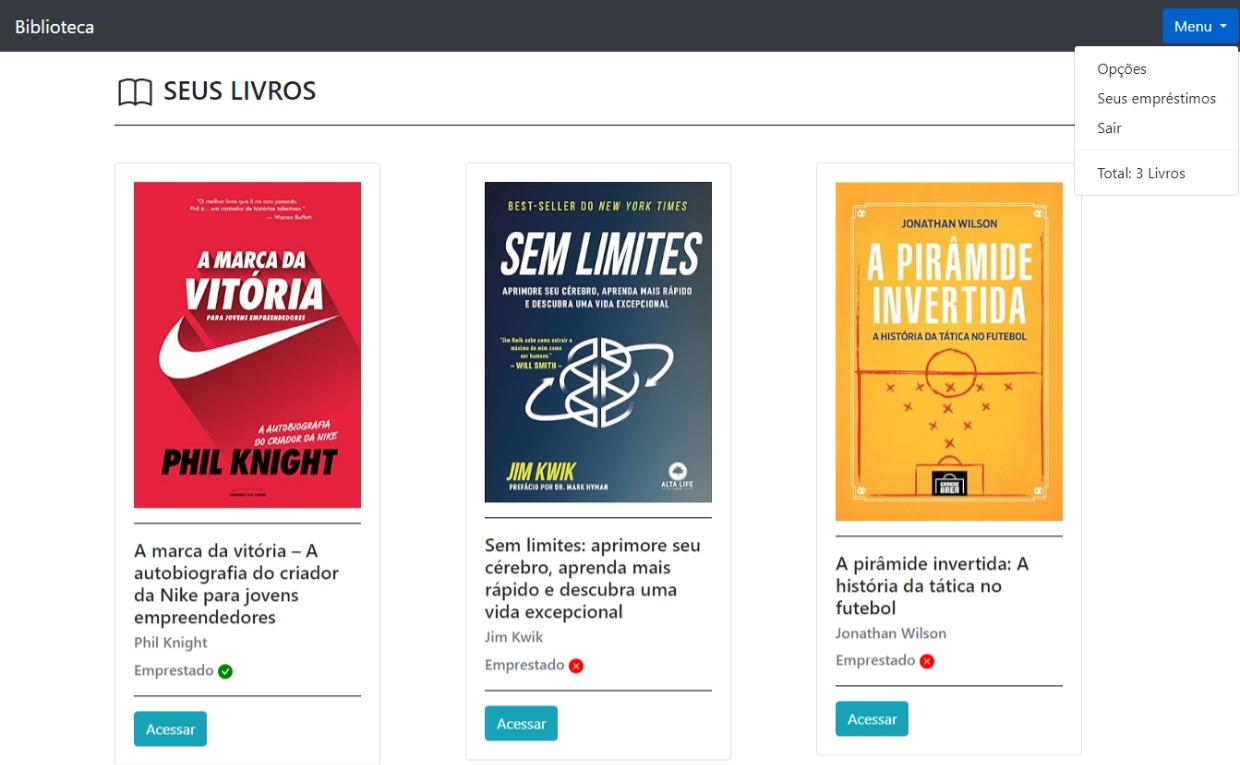 Biblioteca
Menu
Opções
Seus empréstimos
Sair
Total: 3 Livros
SEUS LIVROS
"O melhor livro que li no ano passado.
Phil é... um contador de histórias talentoso."
— Warren Buffett
A MARCA DA
VITÓRIA
PARA JOVENS EMPREENDEDORES
A AUTOBIOGRAFIA
DO CRIADOR DA NIKE
PHIL KNIGHT
A marca da vitória – A
autobiografia do criador
da Nike para jovens
empreendedores
Phil Knight
Emprestado
Acessar
BEST-SELLER DO NEW YORK TIMES
SEM LIMITES
APRIMORE SEU CÉREBRO, APRENDA MAIS RÁPIDO
E DESCUBRA UMA VIDA EXCEPCIONAL
"Jim Kwik sabe como extrair o
máximo de mim como
ser humano."
– WILL SMITH –
JIM KWIK
PREFÁCIO POR DR. MARK HYMAN
ALTA LIFE
Sem limites: aprimore seu
cérebro, aprenda mais
rápido e descubra uma
vida excepcional
Jim Kwik
Emprestado
Acessar
JONATHAN WILSON
A PIRÂMIDE
INVERTIDA
A HISTÓRIA DA TÁTICA NO FUTEBOL
GRANDE
ÁREA
A pirâmide invertida: A
história da tática no
futebol
Jonathan Wilson
Emprestado
Acessar